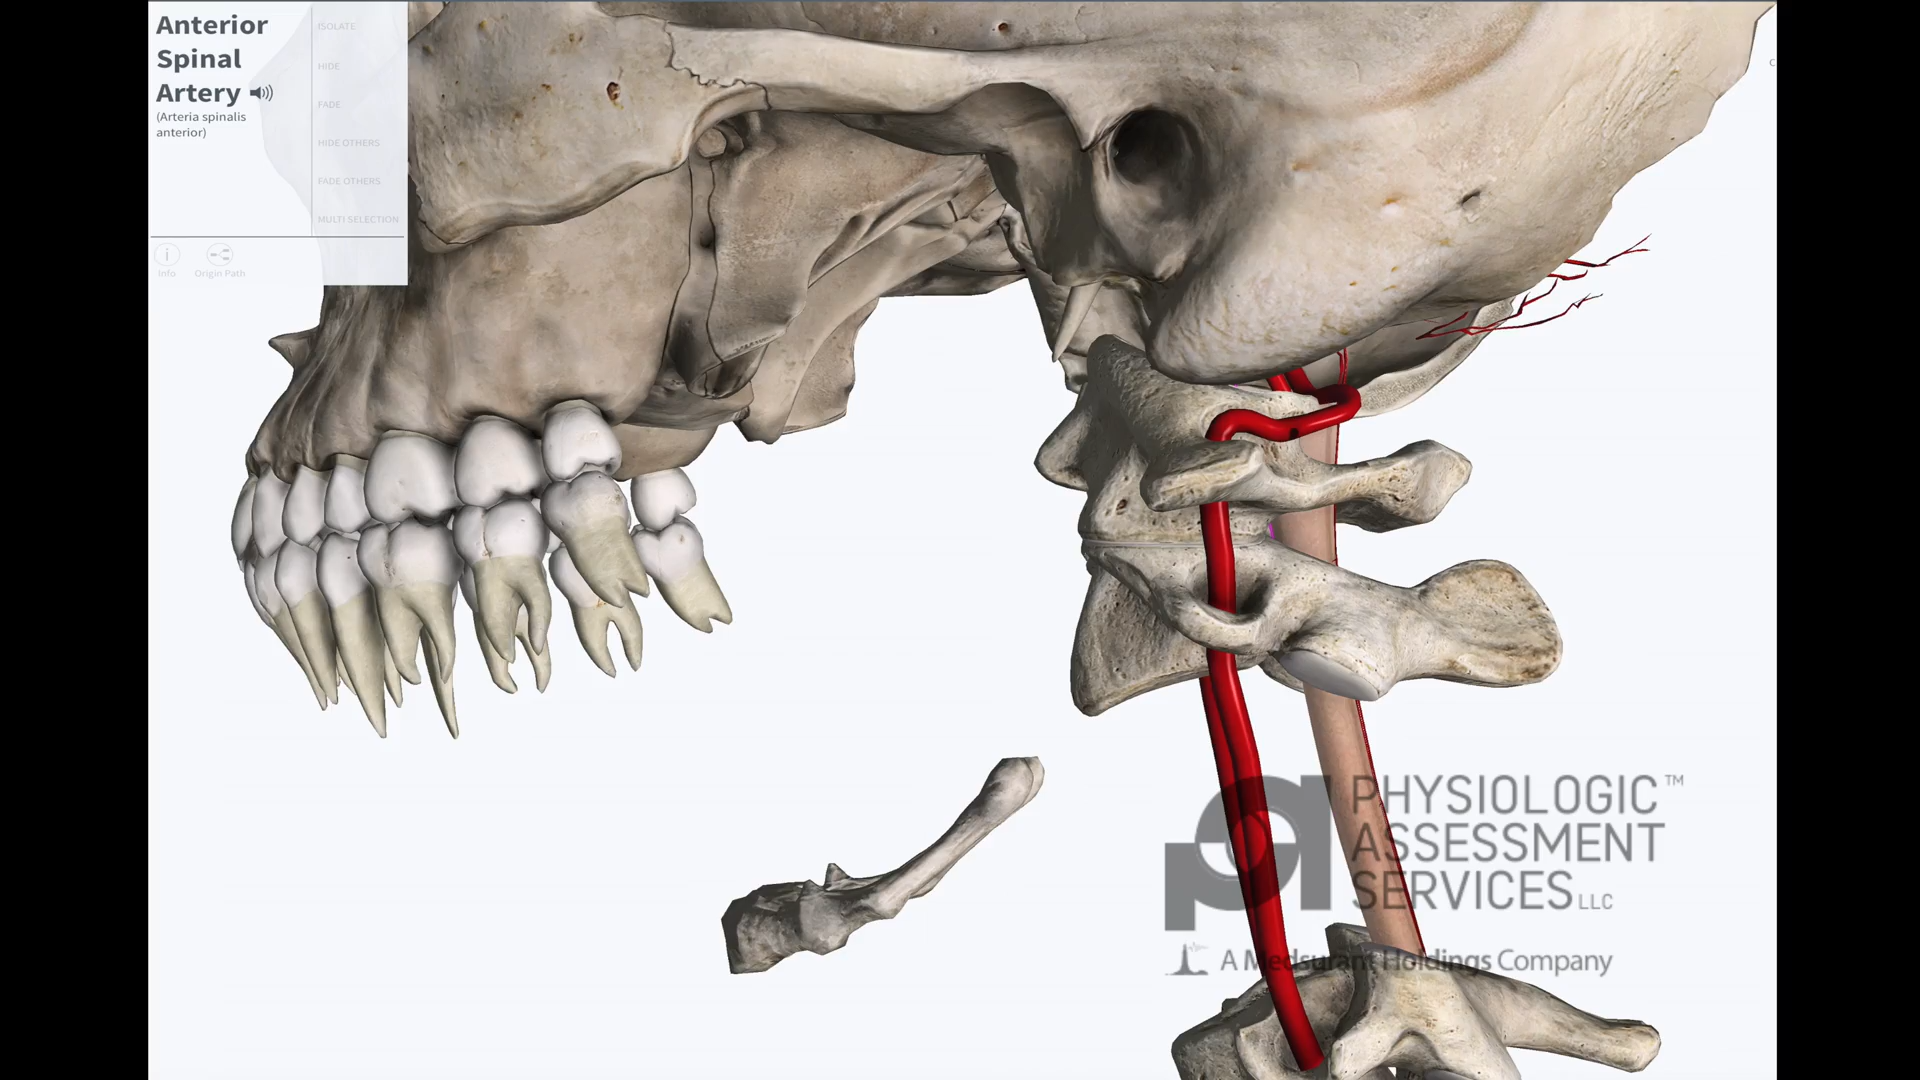 Anterior
Spinal
Artery
(Arteria spinalis
anterior)
ISOLATE
HIDE
FADE
HIDE OTHERS
FADE OTHERS
MULTI SELECTION
Info
Origin Path
C
pa
PHYSIOLOGIC™
ASSESSMENT
SERVICES LLC
A Medsurant Holdings Company